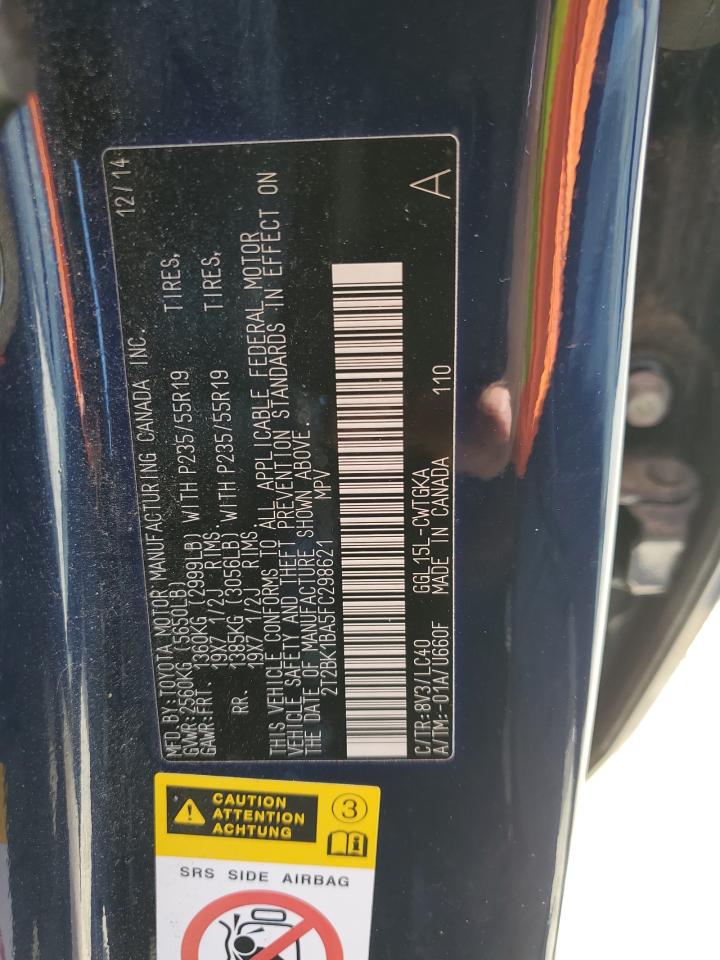 MFD.BY:TOYOTA MOTOR MANUFACTURING CANADA INC. 12/14
GVWR:2560KG (5650LB)
GAWR:FRT. 1360KG (2999LB) WITH P235/55R19 TIRES,
19X7 1/2J RIMS,
RR. 1385KG (3056LB) WITH P235/55R19 TIRES,
19X7 1/2J RIMS
THIS VEHICLE CONFORMS TO ALL APPLICABLE FEDERAL MOTOR
VEHICLE SAFETY AND THEFT PREVENTION STANDARDS IN EFFECT ON
THE DATE OF MANUFACTURE SHOWN ABOVE.
2T2BK1BA5FC298621 MPV
C/TR:8V3/LC40 GGL15L-CWTGKA
A/TM:-01A/U660F MADE IN CANADA 110
A
CAUTION
ATTENTION
ACHTUNG
3
SRS SIDE AIRBAG